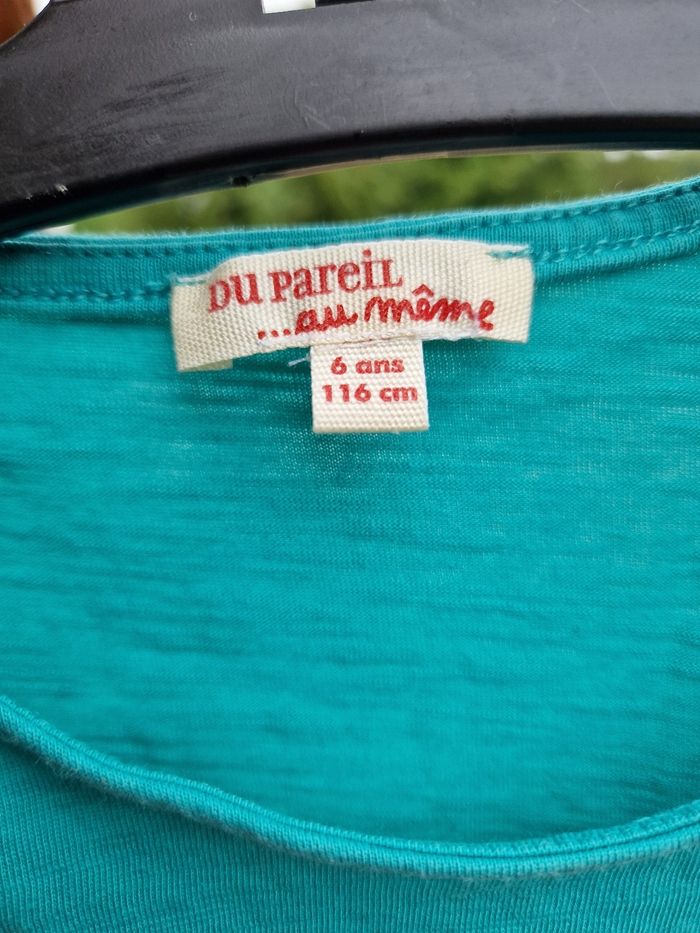 DU PAREIL
...au même
6 ans
116 cm